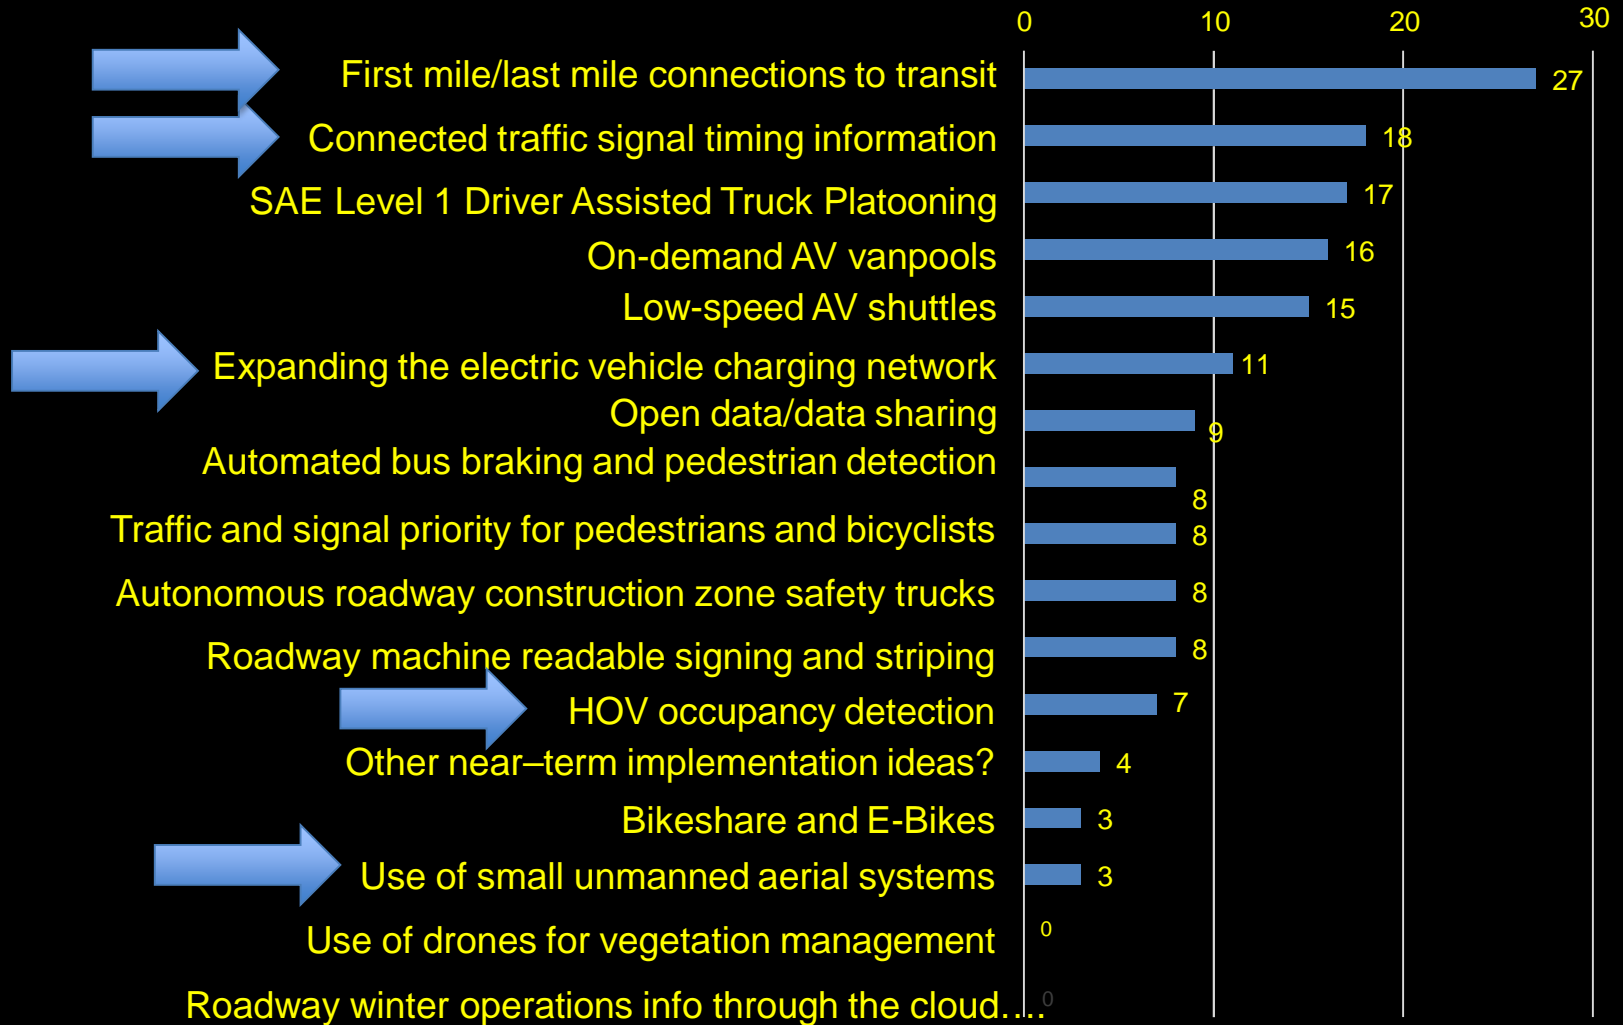 0 10 20 30
First mile/last mile connections to transit 27
Connected traffic signal timing information 18
SAE Level 1 Driver Assisted Truck Platooning 17
On-demand AV vanpools 16
Low-speed AV shuttles 15
Expanding the electric vehicle charging network 11
Open data/data sharing 9
Automated bus braking and pedestrian detection 8
Traffic and signal priority for pedestrians and bicyclists 8
Autonomous roadway construction zone safety trucks 8
Roadway machine readable signing and striping 8
HOV occupancy detection 7
Other near–term implementation ideas? 4
Bikeshare and E-Bikes 3
Use of small unmanned aerial systems 3
Use of drones for vegetation management 0
Roadway winter operations info through the cloud.... 0